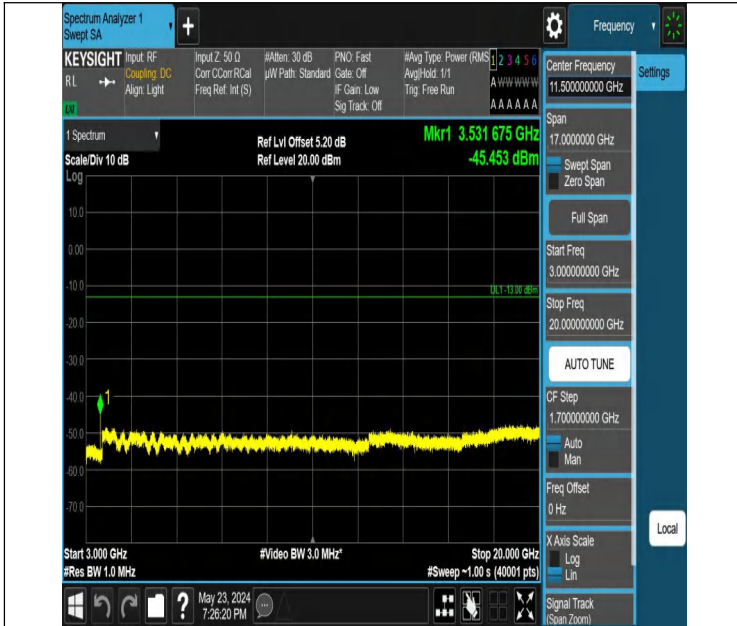 Spectrum Analyzer 1
Swept SA
+
Frequency
KEYSIGHT
RL
Input: RF
Coupling: DC
Align: Light
Input Z: 50 Ω
Corr CCorr RCal
Freq Ref: Int (S)
#Atten: 30 dB
µW Path: Standard
PNO: Fast
Gate: Off
IF Gain: Low
Sig Track: Off
#Avg Type: Power (RMS
Avg|Hold: 1/1
Trig: Free Run
1 2 3 4 5 6
A W W W W W
A A A A A A
Center Frequency
11.500000000 GHz
Settings
Span
17.0000000 GHz
Swept Span
Zero Span
Full Span
Start Freq
3.000000000 GHz
Stop Freq
20.000000000 GHz
AUTO TUNE
CF Step
1.700000000 GHz
Auto
Man
Freq Offset
0 Hz
X Axis Scale
Log
Lin
Signal Track
(Span Zoom)
Local
1 Spectrum
Scale/Div 10 dB
Ref Lvl Offset 5.20 dB
Ref Level 20.00 dBm
Mkr1 3.531 675 GHz
-45.453 dBm
Log
10.0
0.00
-10.0
-20.0
-30.0
-40.0
-50.0
-60.0
-70.0
DL1 -13.00 dBm
1
Start 3.000 GHz
#Res BW 1.0 MHz
#Video BW 3.0 MHz*
Stop 20.000 GHz
#Sweep ~1.00 s (40001 pts)
?
May 23, 2024
7:26:20 PM